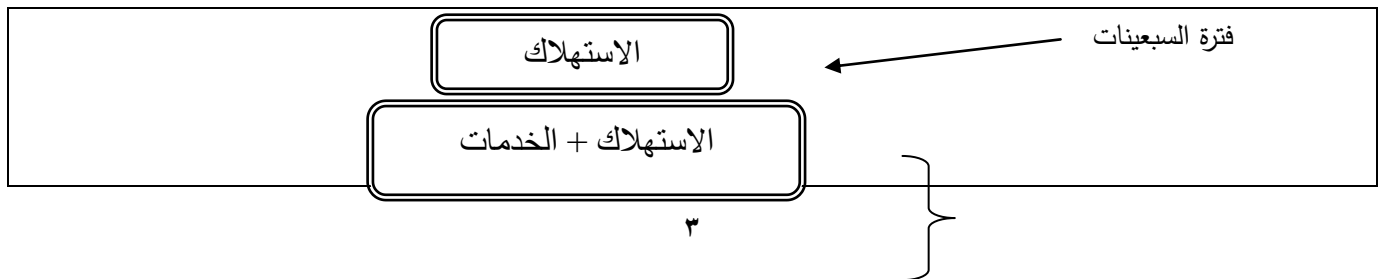 فترة السبعينات
الاستهلاك
الاستهلاك + الخدمات
٣